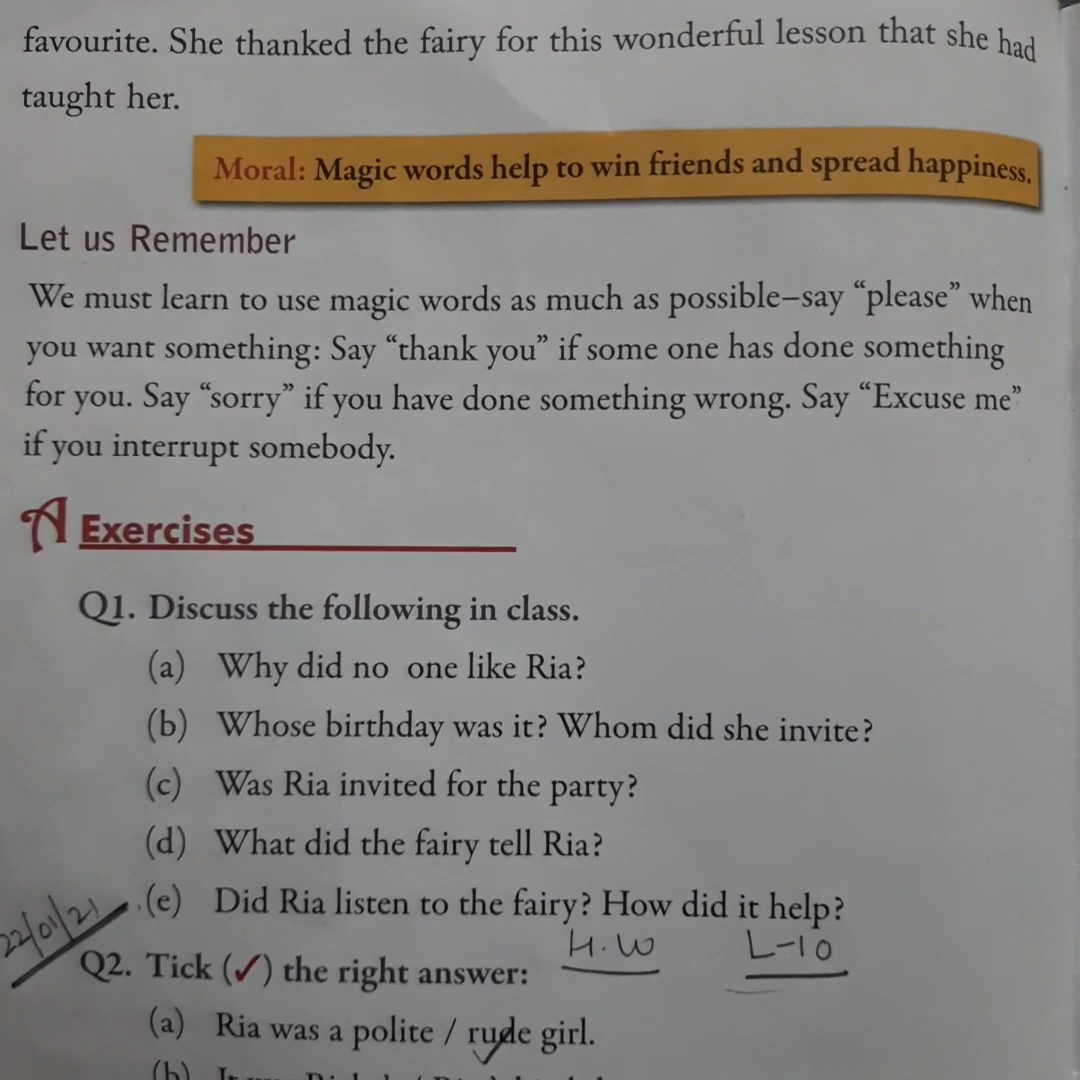 favourite. She thanked the fairy for this wonderful lesson that she had
taught her.
Moral: Magic words help to win friends and spread happiness.
Let us Remember
We must learn to use magic words as much as possible–say “please” when
you want something: Say “thank you” if some one has done something
for you. Say “sorry” if you have done something wrong. Say “Excuse me”
if you interrupt somebody.
A Exercises
Q1. Discuss the following in class.
(a) Why did no one like Ria?
(b) Whose birthday was it? Whom did she invite?
(c) Was Ria invited for the party?
(d) What did the fairy tell Ria?
(e) Did Ria listen to the fairy? How did it help?
22/01/21
H.W L-10
Q2. Tick (✓) the right answer:
(a) Ria was a polite / rude girl.
(b)